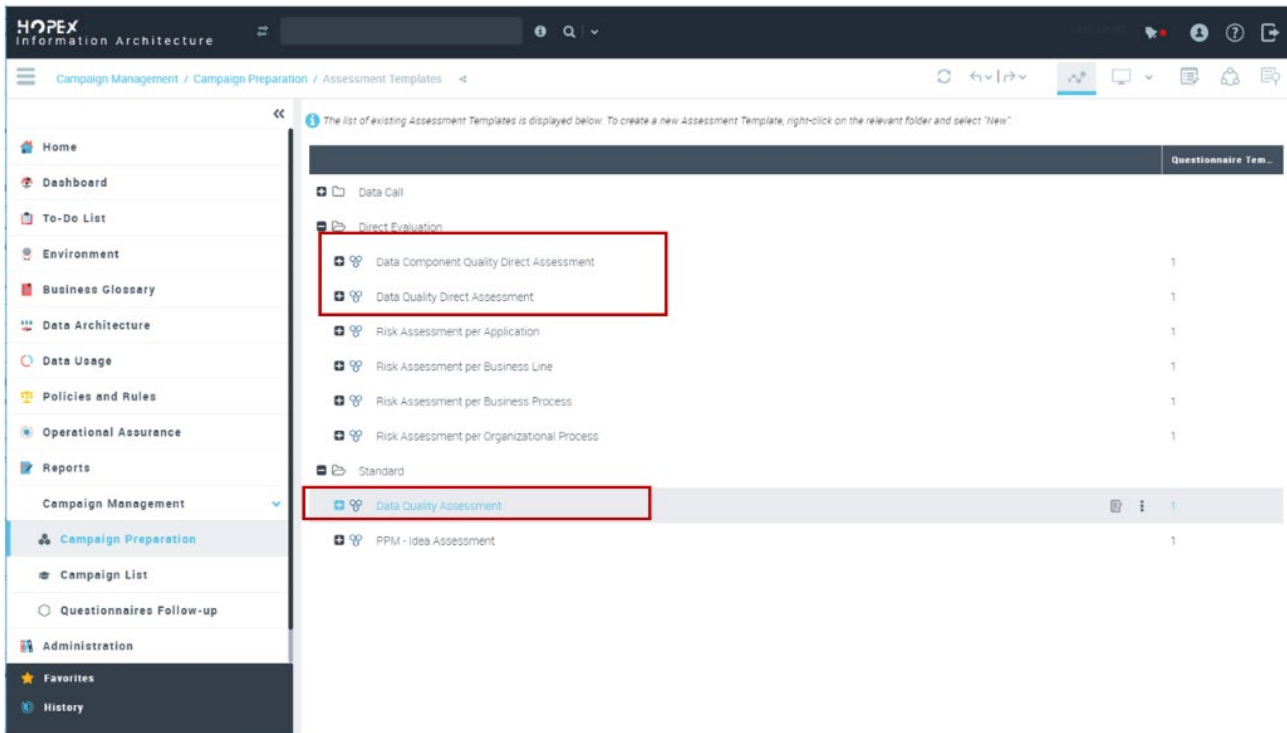 HOPEX
Information Architecture
Campaign Management / Campaign Preparation / Assessment Templates
The list of existing Assessment Templates is displayed below. To create a new Assessment Template, right-click on the relevant folder and select "New".
Home
Dashboard
To-Do List
Environment
Business Glossary
Data Architecture
Data Usage
Policies and Rules
Operational Assurance
Reports
Campaign Management
Campaign Preparation
Campaign List
Questionnaires Follow-up
Administration
Favorites
History
Questionnaire Tem...
Data Call
Direct Evaluation
Data Component Quality Direct Assessment 1
Data Quality Direct Assessment 1
Risk Assessment per Application 1
Risk Assessment per Business Line 1
Risk Assessment per Business Process 1
Risk Assessment per Organizational Process 1
Standard
Data Quality Assessment 1
PPM - Idea Assessment 1